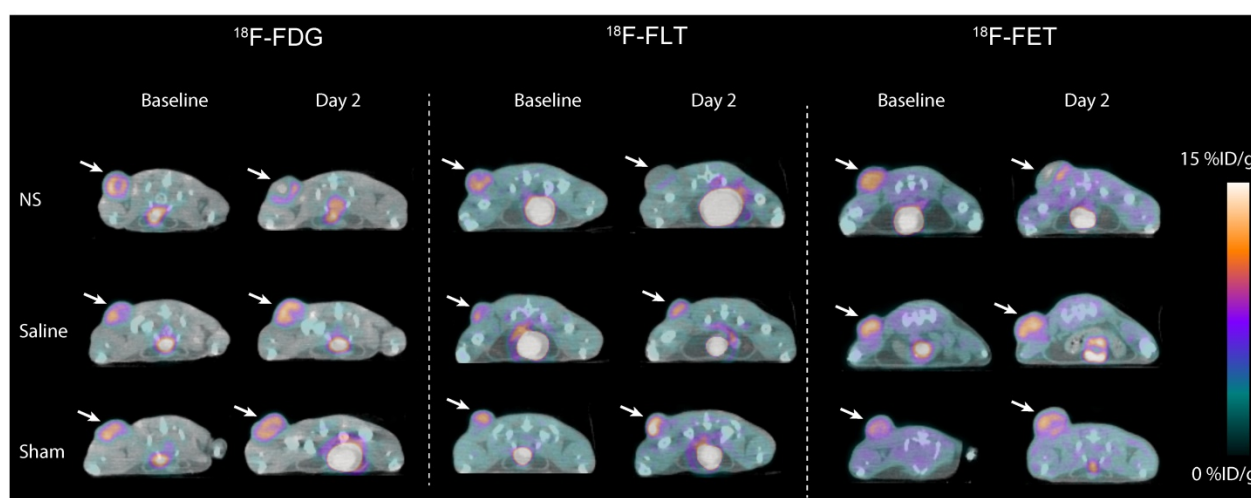 ¹⁸F-FDG ¹⁸F-FLT ¹⁸F-FET
Baseline Day 2 Baseline Day 2 Baseline Day 2
15 %ID/g
NS
Saline
Sham
0 %ID/g